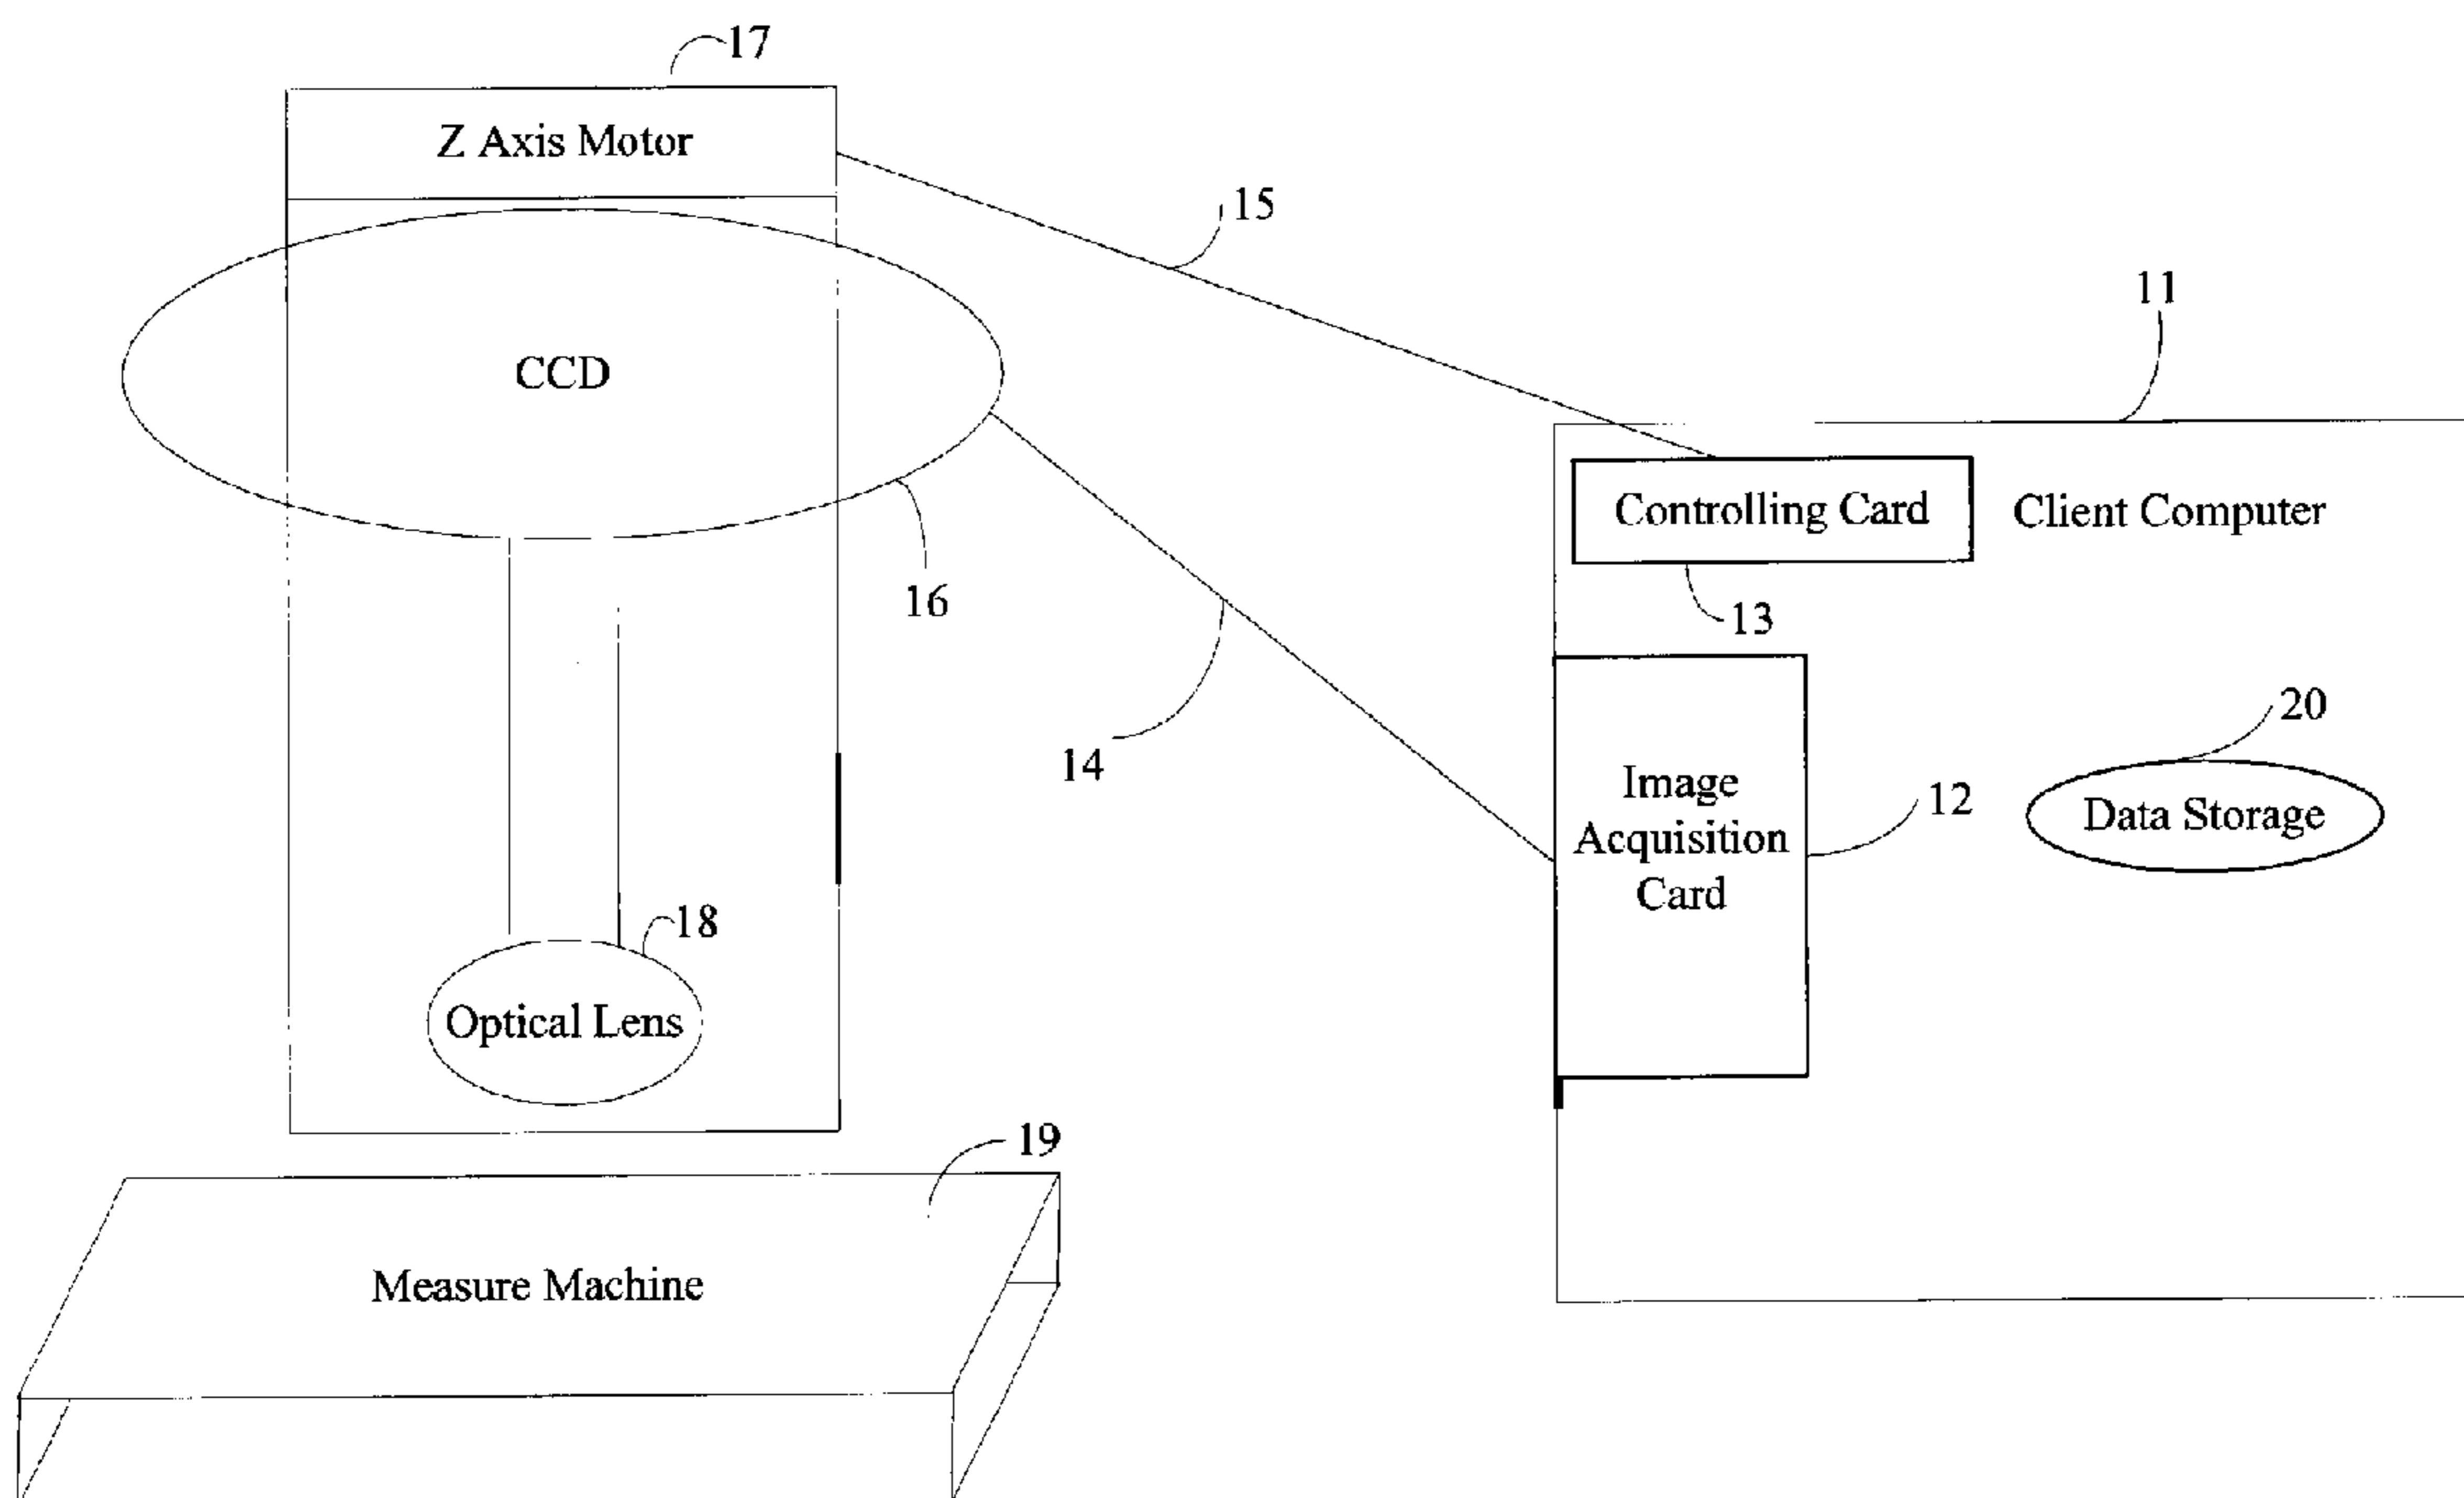 17
Z Axis Motor
15
11
CCD
Controlling Card
Client Computer
16
13
14
20
Image
Acquisition
Card
12
Data Storage
18
Optical Lens
19
Measure Machine